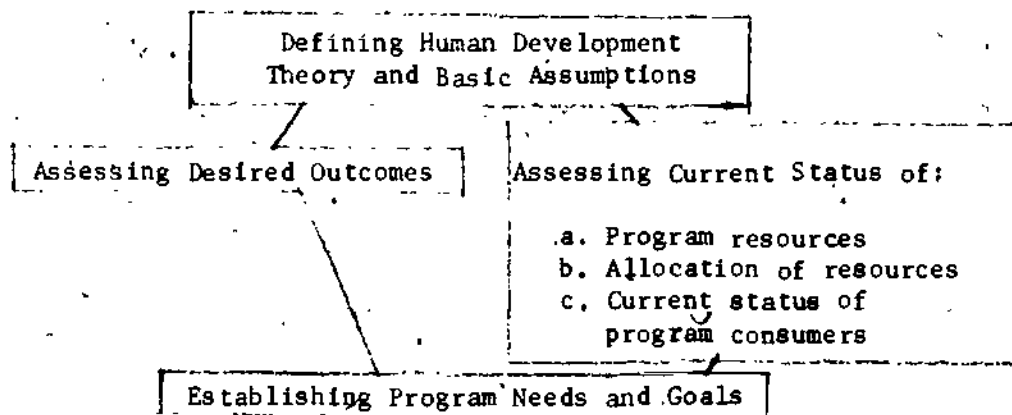 Defining Human Development
Theory and Basic Assumptions
Assessing Desired Outcomes
Assessing Current Status of:
a. Program resources
b. Allocation of resources
c. Current status of
program consumers
Establishing Program Needs and Goals